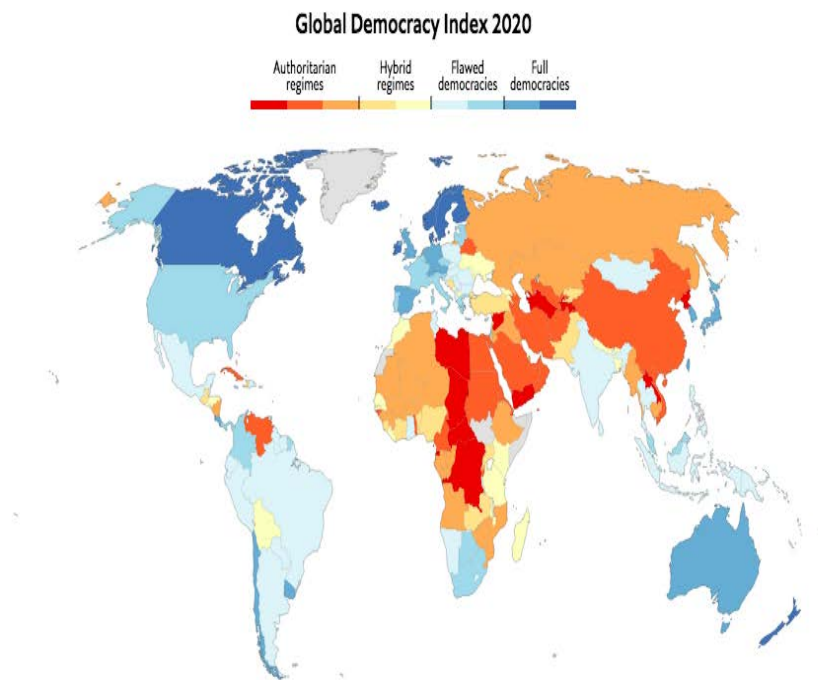 Global Democracy Index 2020
Authoritarian regimes
Hybrid regimes
Flawed democracies
Full democracies